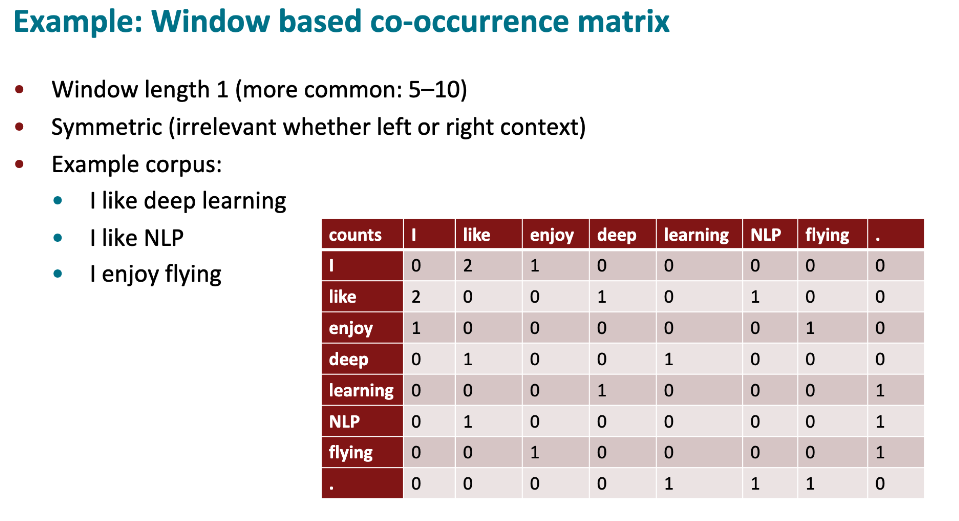 Example: Window based co-occurrence matrix
• Window length 1 (more common: 5–10)
• Symmetric (irrelevant whether left or right context)
• Example corpus:
• I like deep learning
• I like NLP
• I enjoy flying
counts I like enjoy deep learning NLP flying .
I 0 2 1 0 0 0 0 0
like 2 0 0 1 0 1 0 0
enjoy 1 0 0 0 0 0 1 0
deep 0 1 0 0 1 0 0 0
learning 0 0 0 1 0 0 0 1
NLP 0 1 0 0 0 0 0 1
flying 0 0 1 0 0 0 0 1
. 0 0 0 0 1 1 1 0